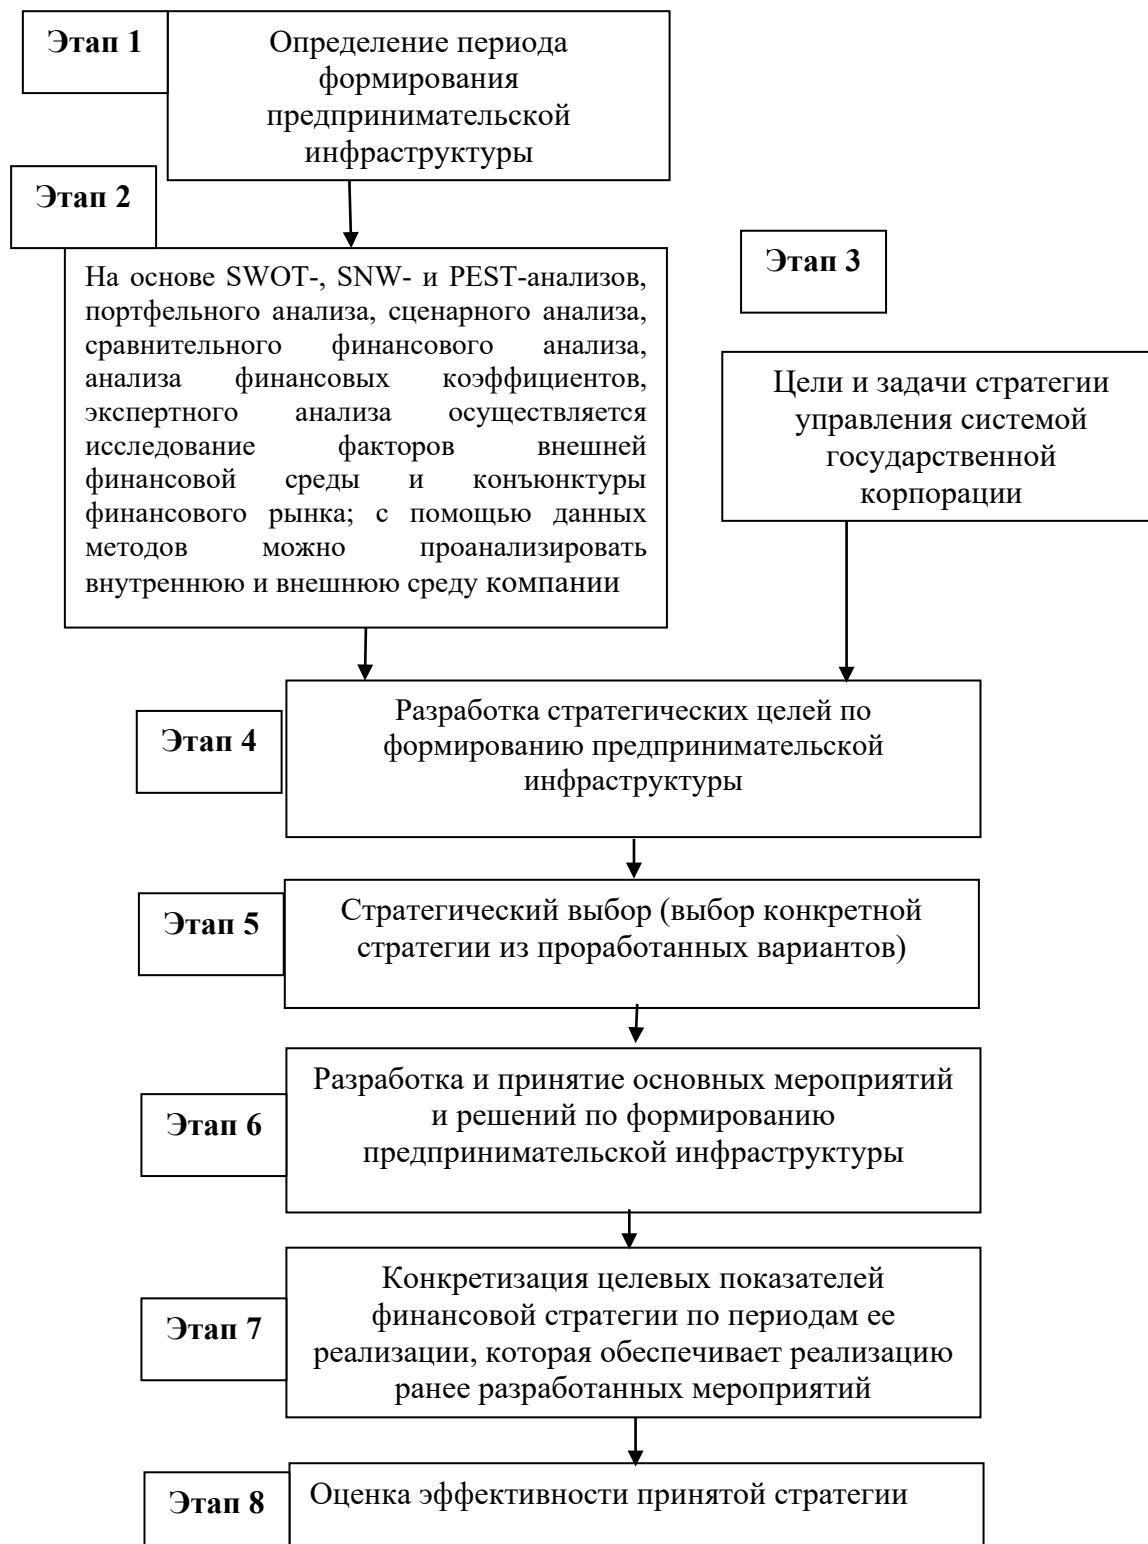 Этап 1
Определение периода
формирования
предпринимательской
инфраструктуры
Этап 2
На основе SWOT-, SNW- и PEST-анализов,
портфельного анализа, сценарного анализа,
сравнительного финансового анализа,
анализа финансовых коэффициентов,
экспертного анализа осуществляется
исследование факторов внешней
финансовой среды и конъюнктуры
финансового рынка; с помощью данных
методов можно проанализировать
внутреннюю и внешнюю среду компании
Этап 3
Цели и задачи стратегии
управления системой
государственной
корпорации
Этап 4
Разработка стратегических целей по
формированию предпринимательской
инфраструктуры
Этап 5
Стратегический выбор (выбор конкретной
стратегии из проработанных вариантов)
Этап 6
Разработка и принятие основных мероприятий
и решений по формированию
предпринимательской инфраструктуры
Этап 7
Конкретизация целевых показателей
финансовой стратегии по периодам ее
реализации, которая обеспечивает реализацию
ранее разработанных мероприятий
Этап 8
Оценка эффективности принятой стратегии